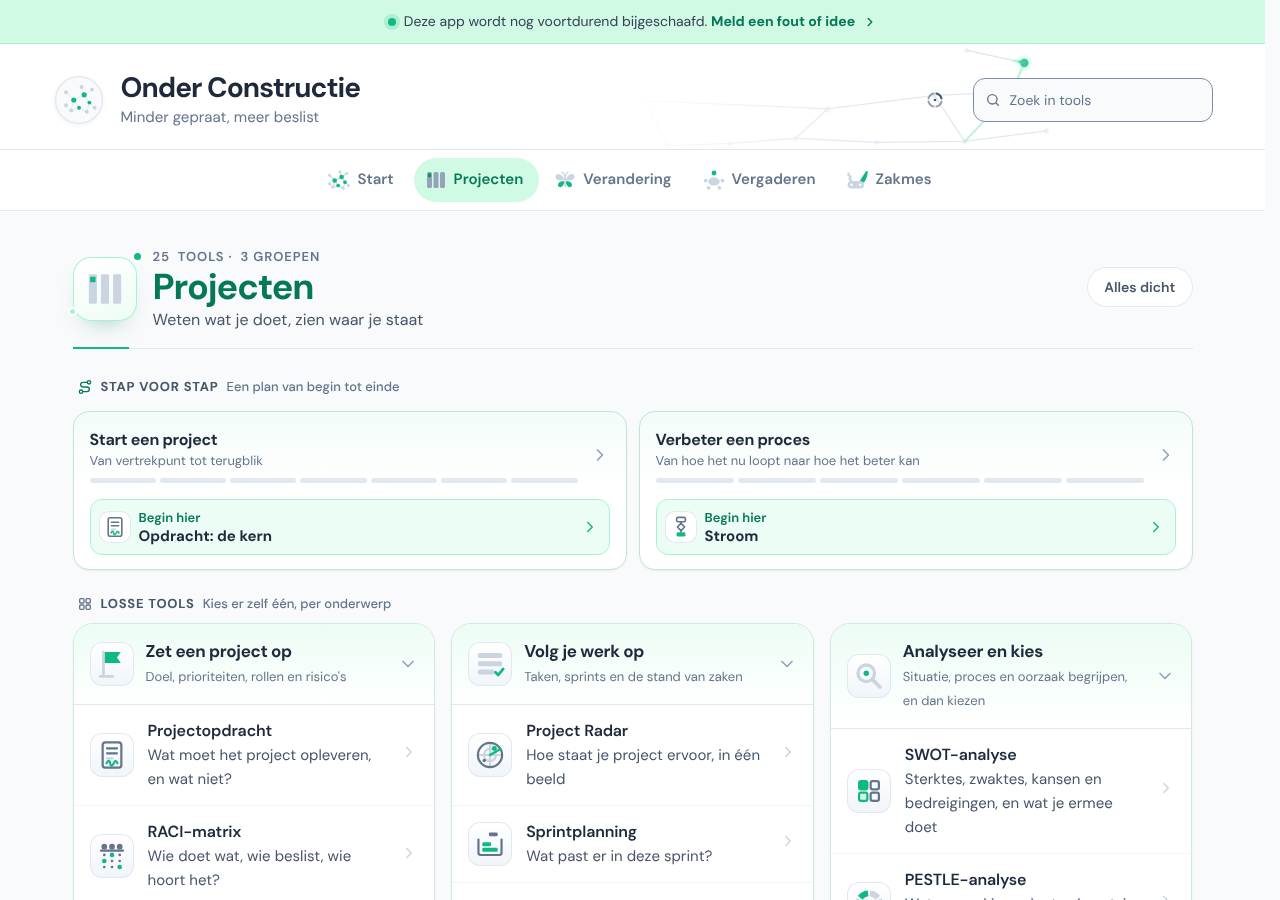 Deze app wordt nog voortdurend bijgeschaafd. Meld een fout of idee
Onder Constructie
Minder gepraat, meer beslist
Zoek in tools
Start
Projecten
Verandering
Vergaderen
Zakmes
25 TOOLS · 3 GROEPEN
Projecten
Weten wat je doet, zien waar je staat
Alles dicht
STAP VOOR STAP Een plan van begin tot einde
Start een project
Van vertrekpunt tot terugblik
Begin hier
Opdracht: de kern
Verbeter een proces
Van hoe het nu loopt naar hoe het beter kan
Begin hier
Stroom
LOSSE TOOLS Kies er zelf één, per onderwerp
Zet een project op
Doel, prioriteiten, rollen en risico's
Projectopdracht
Wat moet het project opleveren,
en wat niet?
RACI-matrix
Wie doet wat, wie beslist, wie
hoort het?
Volg je werk op
Taken, sprints en de stand van zaken
Project Radar
Hoe staat je project ervoor, in één
beeld
Sprintplanning
Wat past er in deze sprint?
Analyseer en kies
Situatie, proces en oorzaak begrijpen,
en dan kiezen
SWOT-analyse
Sterktes, zwaktes, kansen en
bedreigingen, en wat je ermee
doet
PESTLE-analyse